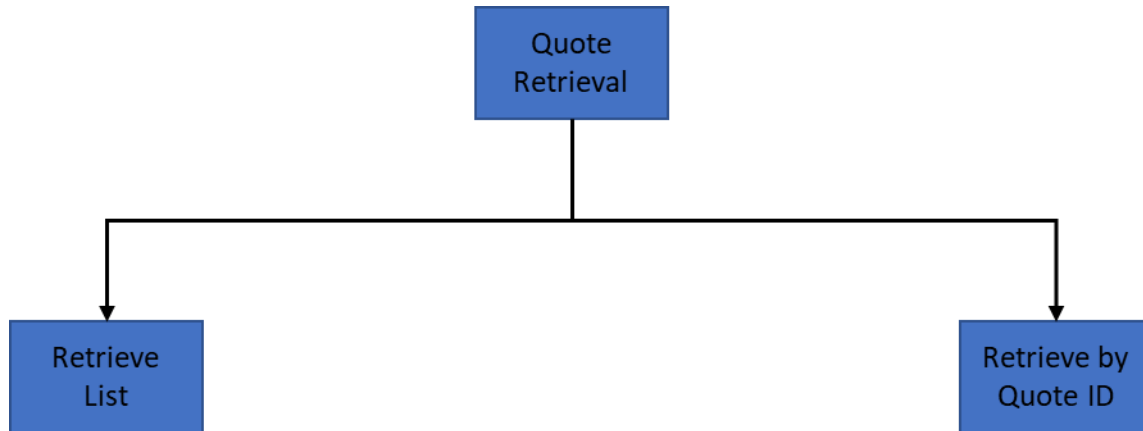 Quote
Retrieval
Retrieve
List
Retrieve by
Quote ID